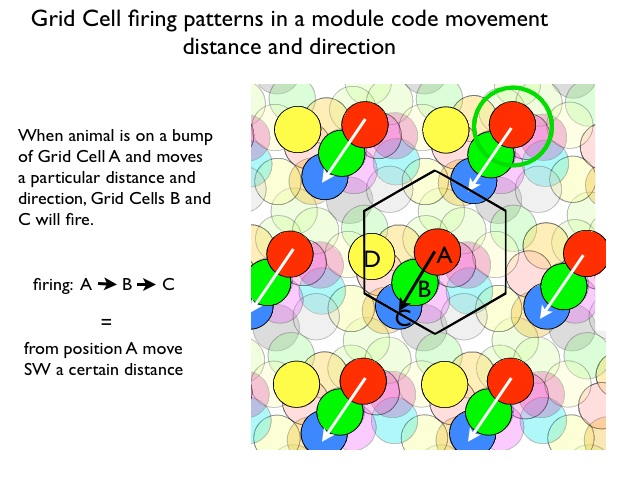 Grid Cell firing patterns in a module code movement
distance and direction
When animal is on a bump
of Grid Cell A and moves
a particular distance and
direction, Grid Cells B and
C will fire.
firing: A → B → C
=
from position A move
SW a certain distance
A
D
B
C